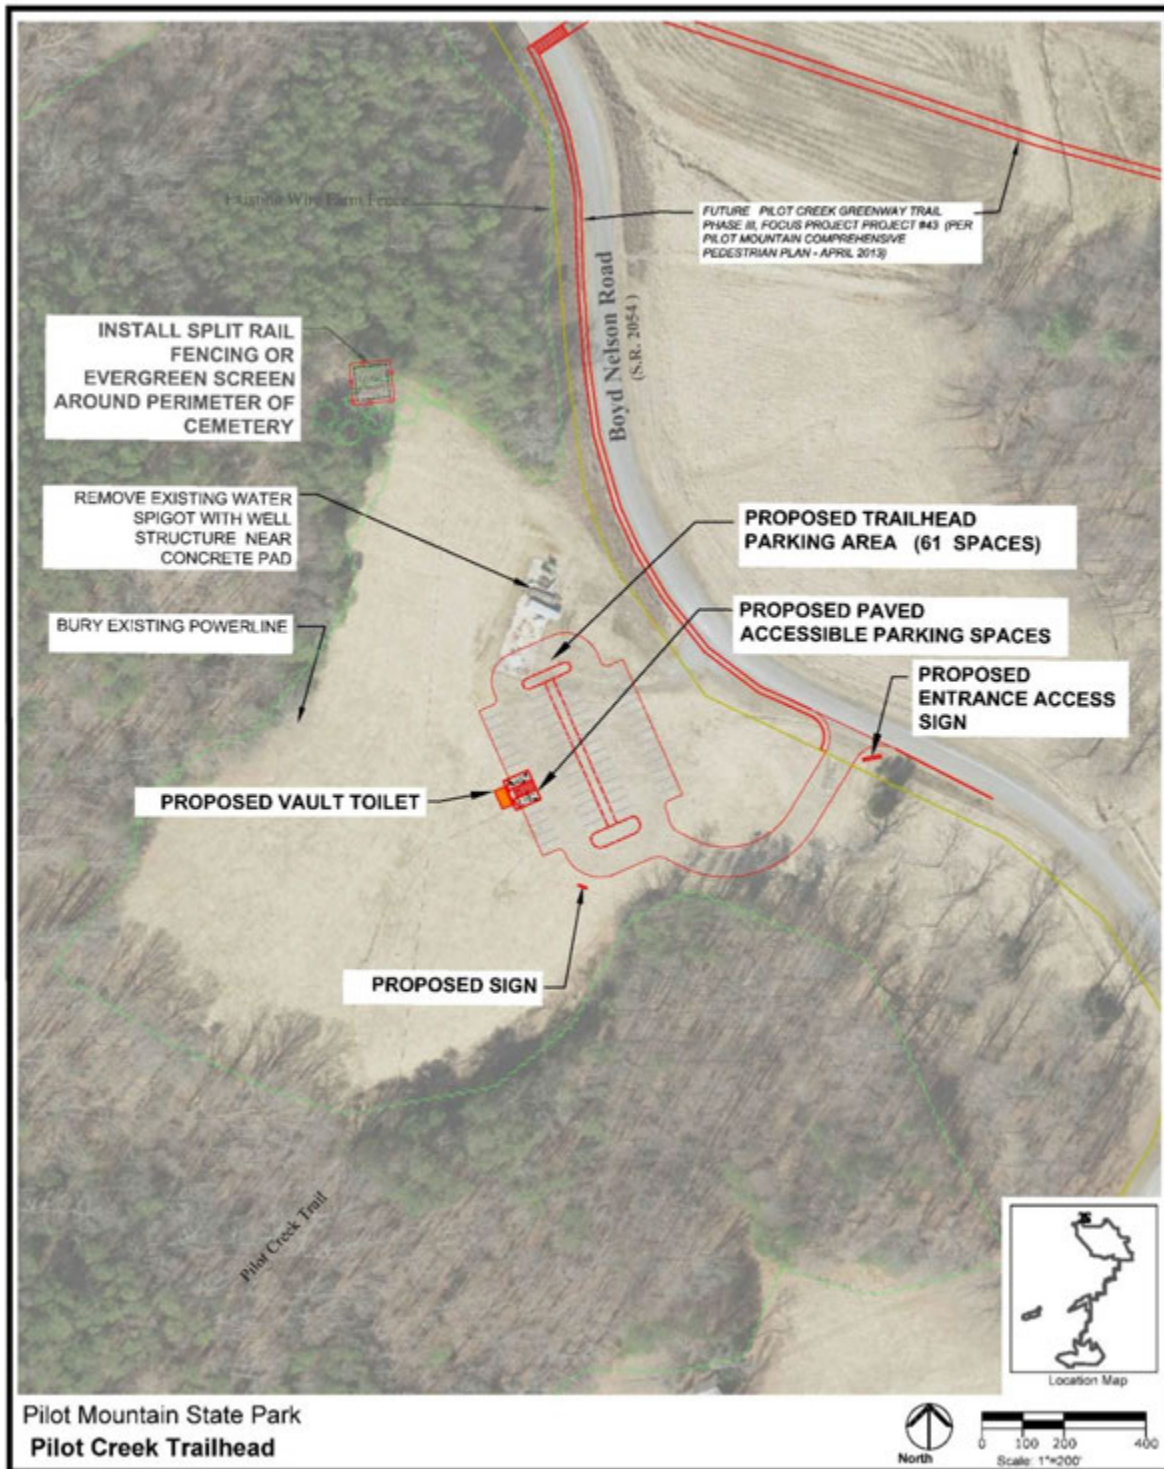 Existing Wire Farm Fence
FUTURE PILOT CREEK GREENWAY TRAIL
PHASE III, FOCUS PROJECT PROJECT #43 (PER
PILOT MOUNTAIN COMPREHENSIVE
PEDESTRIAN PLAN - APRIL 2013)
Boyd Nelson Road
(S.R. 2054)
INSTALL SPLIT RAIL
FENCING OR
EVERGREEN SCREEN
AROUND PERIMETER OF
CEMETERY
REMOVE EXISTING WATER
SPIGOT WITH WELL
STRUCTURE NEAR
CONCRETE PAD
PROPOSED TRAILHEAD
PARKING AREA (61 SPACES)
BURY EXISTING POWERLINE
PROPOSED PAVED
ACCESSIBLE PARKING SPACES
PROPOSED
ENTRANCE ACCESS
SIGN
PROPOSED VAULT TOILET
PROPOSED SIGN
Pilot Creek Trail
Location Map
Pilot Mountain State Park
Pilot Creek Trailhead
North
0 100 200 400
Scale: 1"=200'